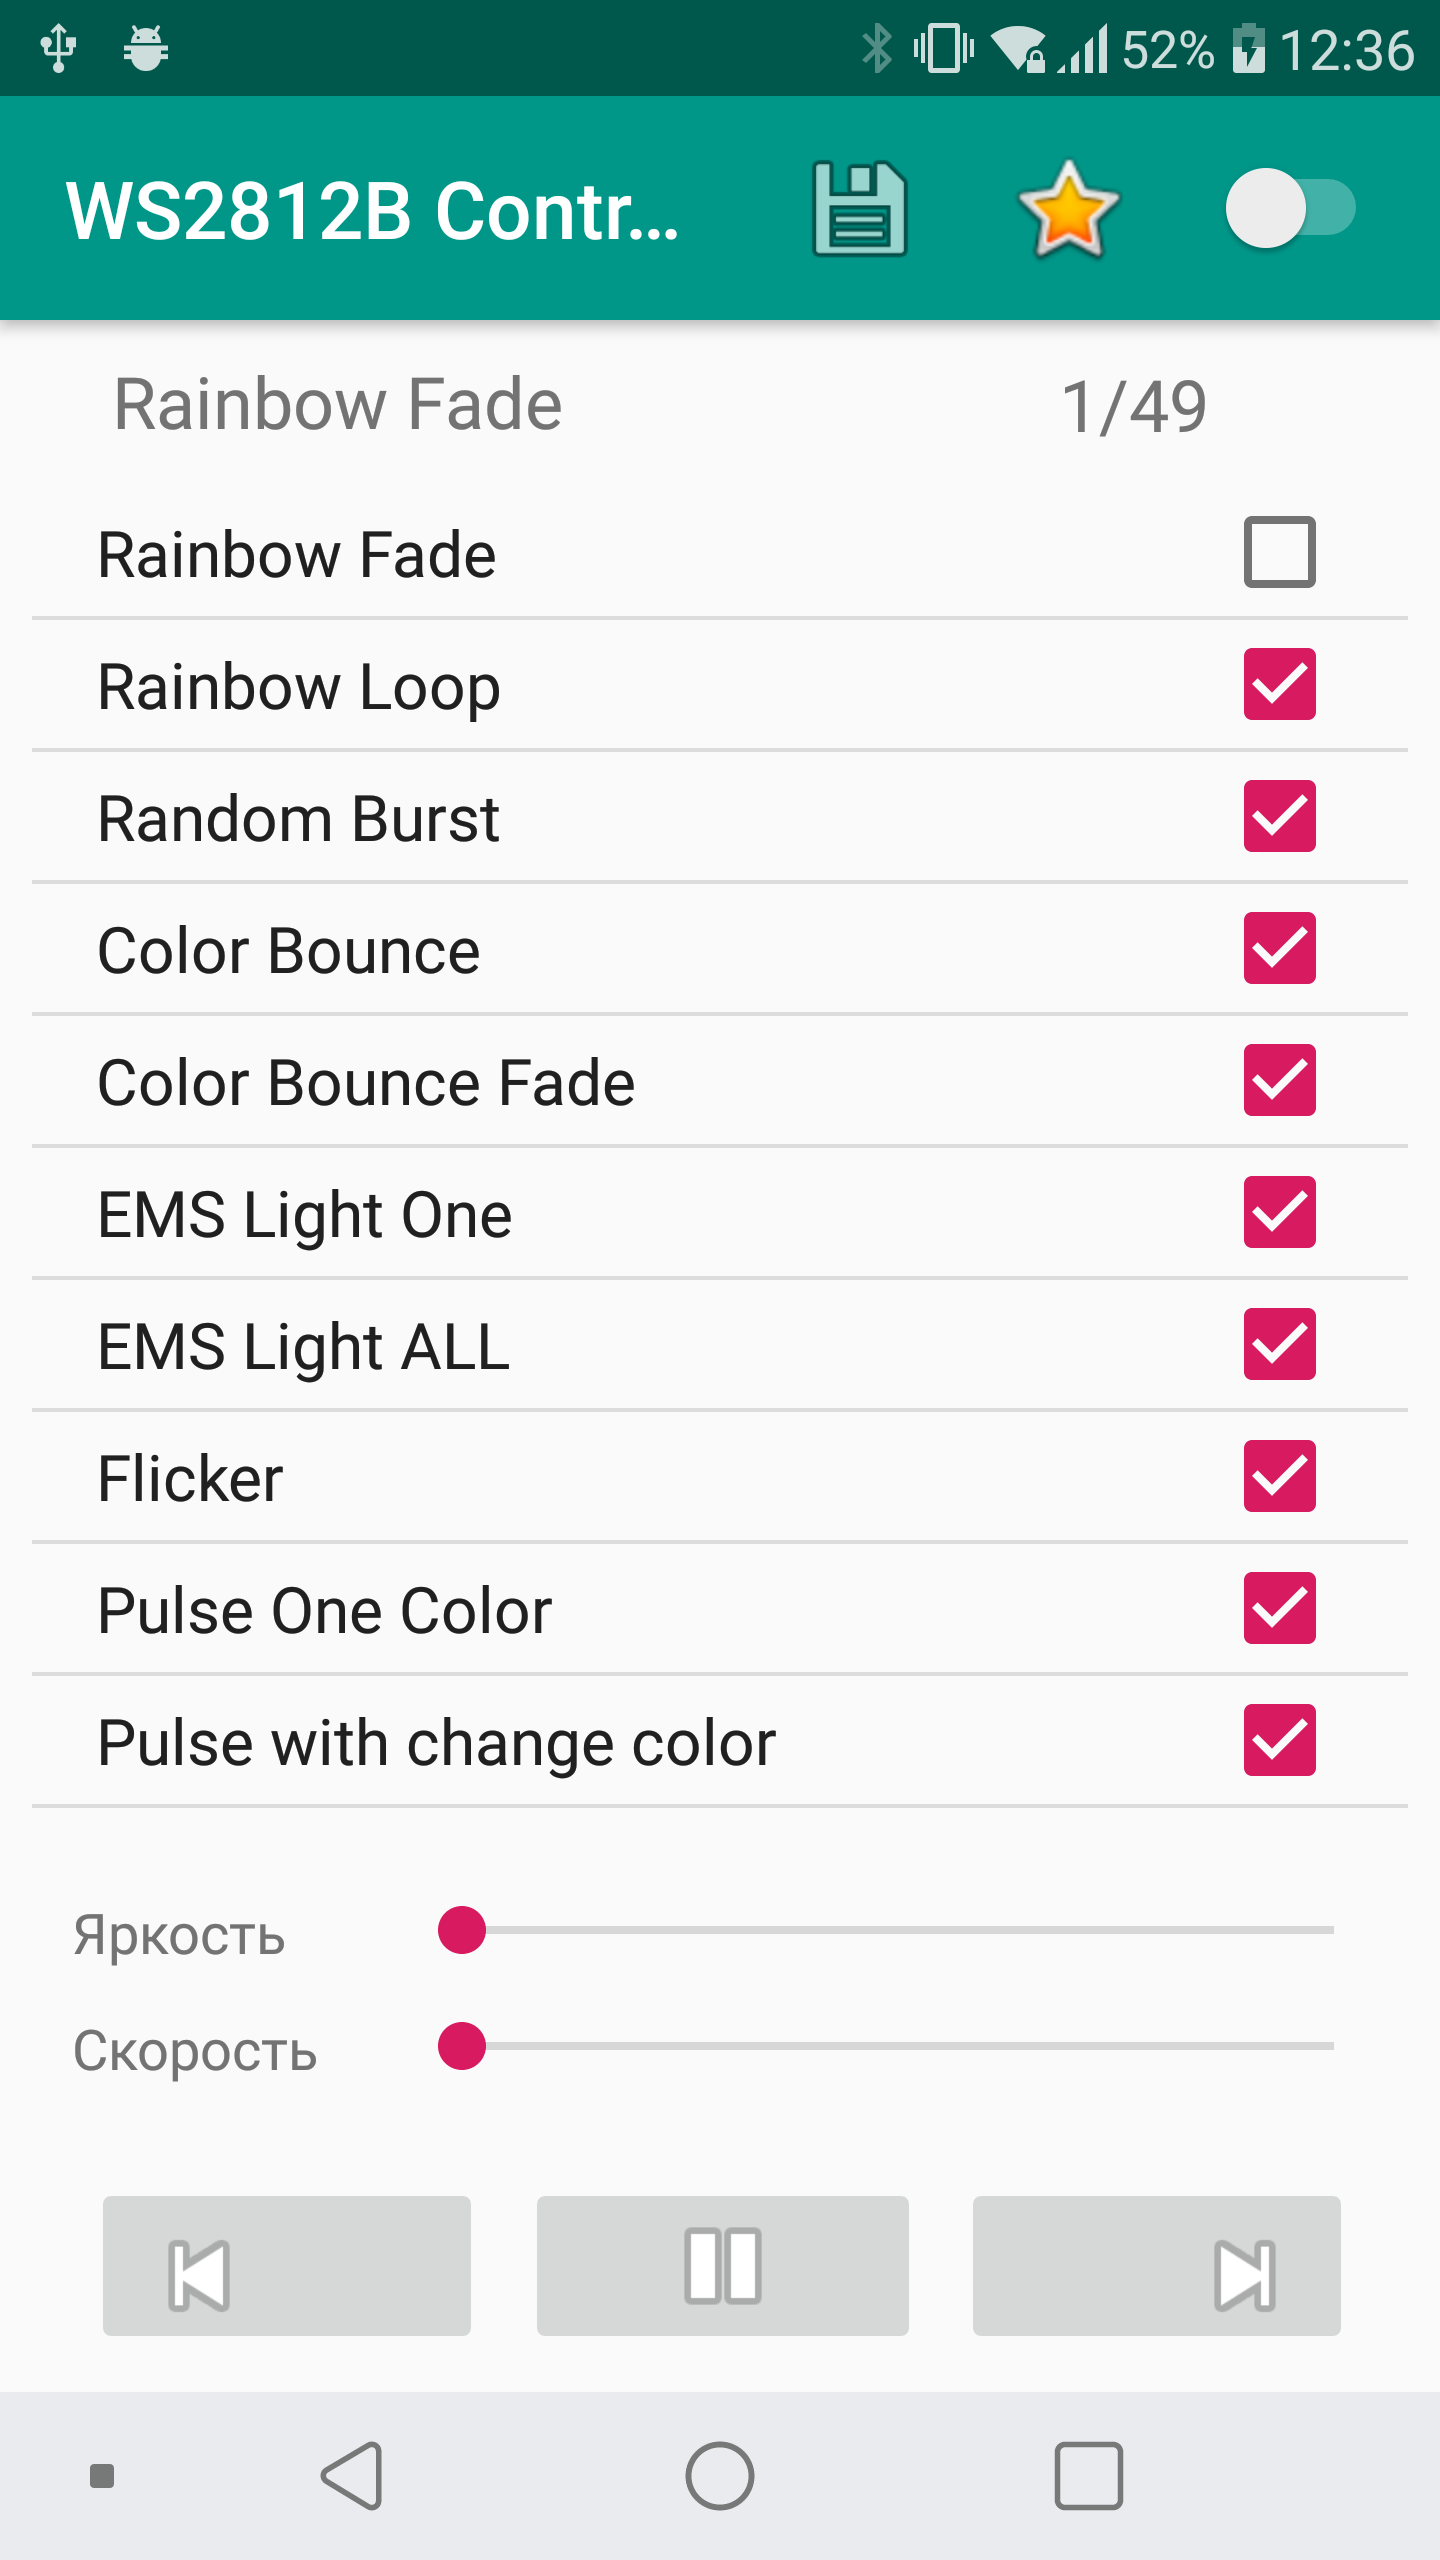 52% 12:36
WS2812B Contr...
Rainbow Fade 1/49
Rainbow Fade
Rainbow Loop
Random Burst
Color Bounce
Color Bounce Fade
EMS Light One
EMS Light ALL
Flicker
Pulse One Color
Pulse with change color
Яркость
Скорость